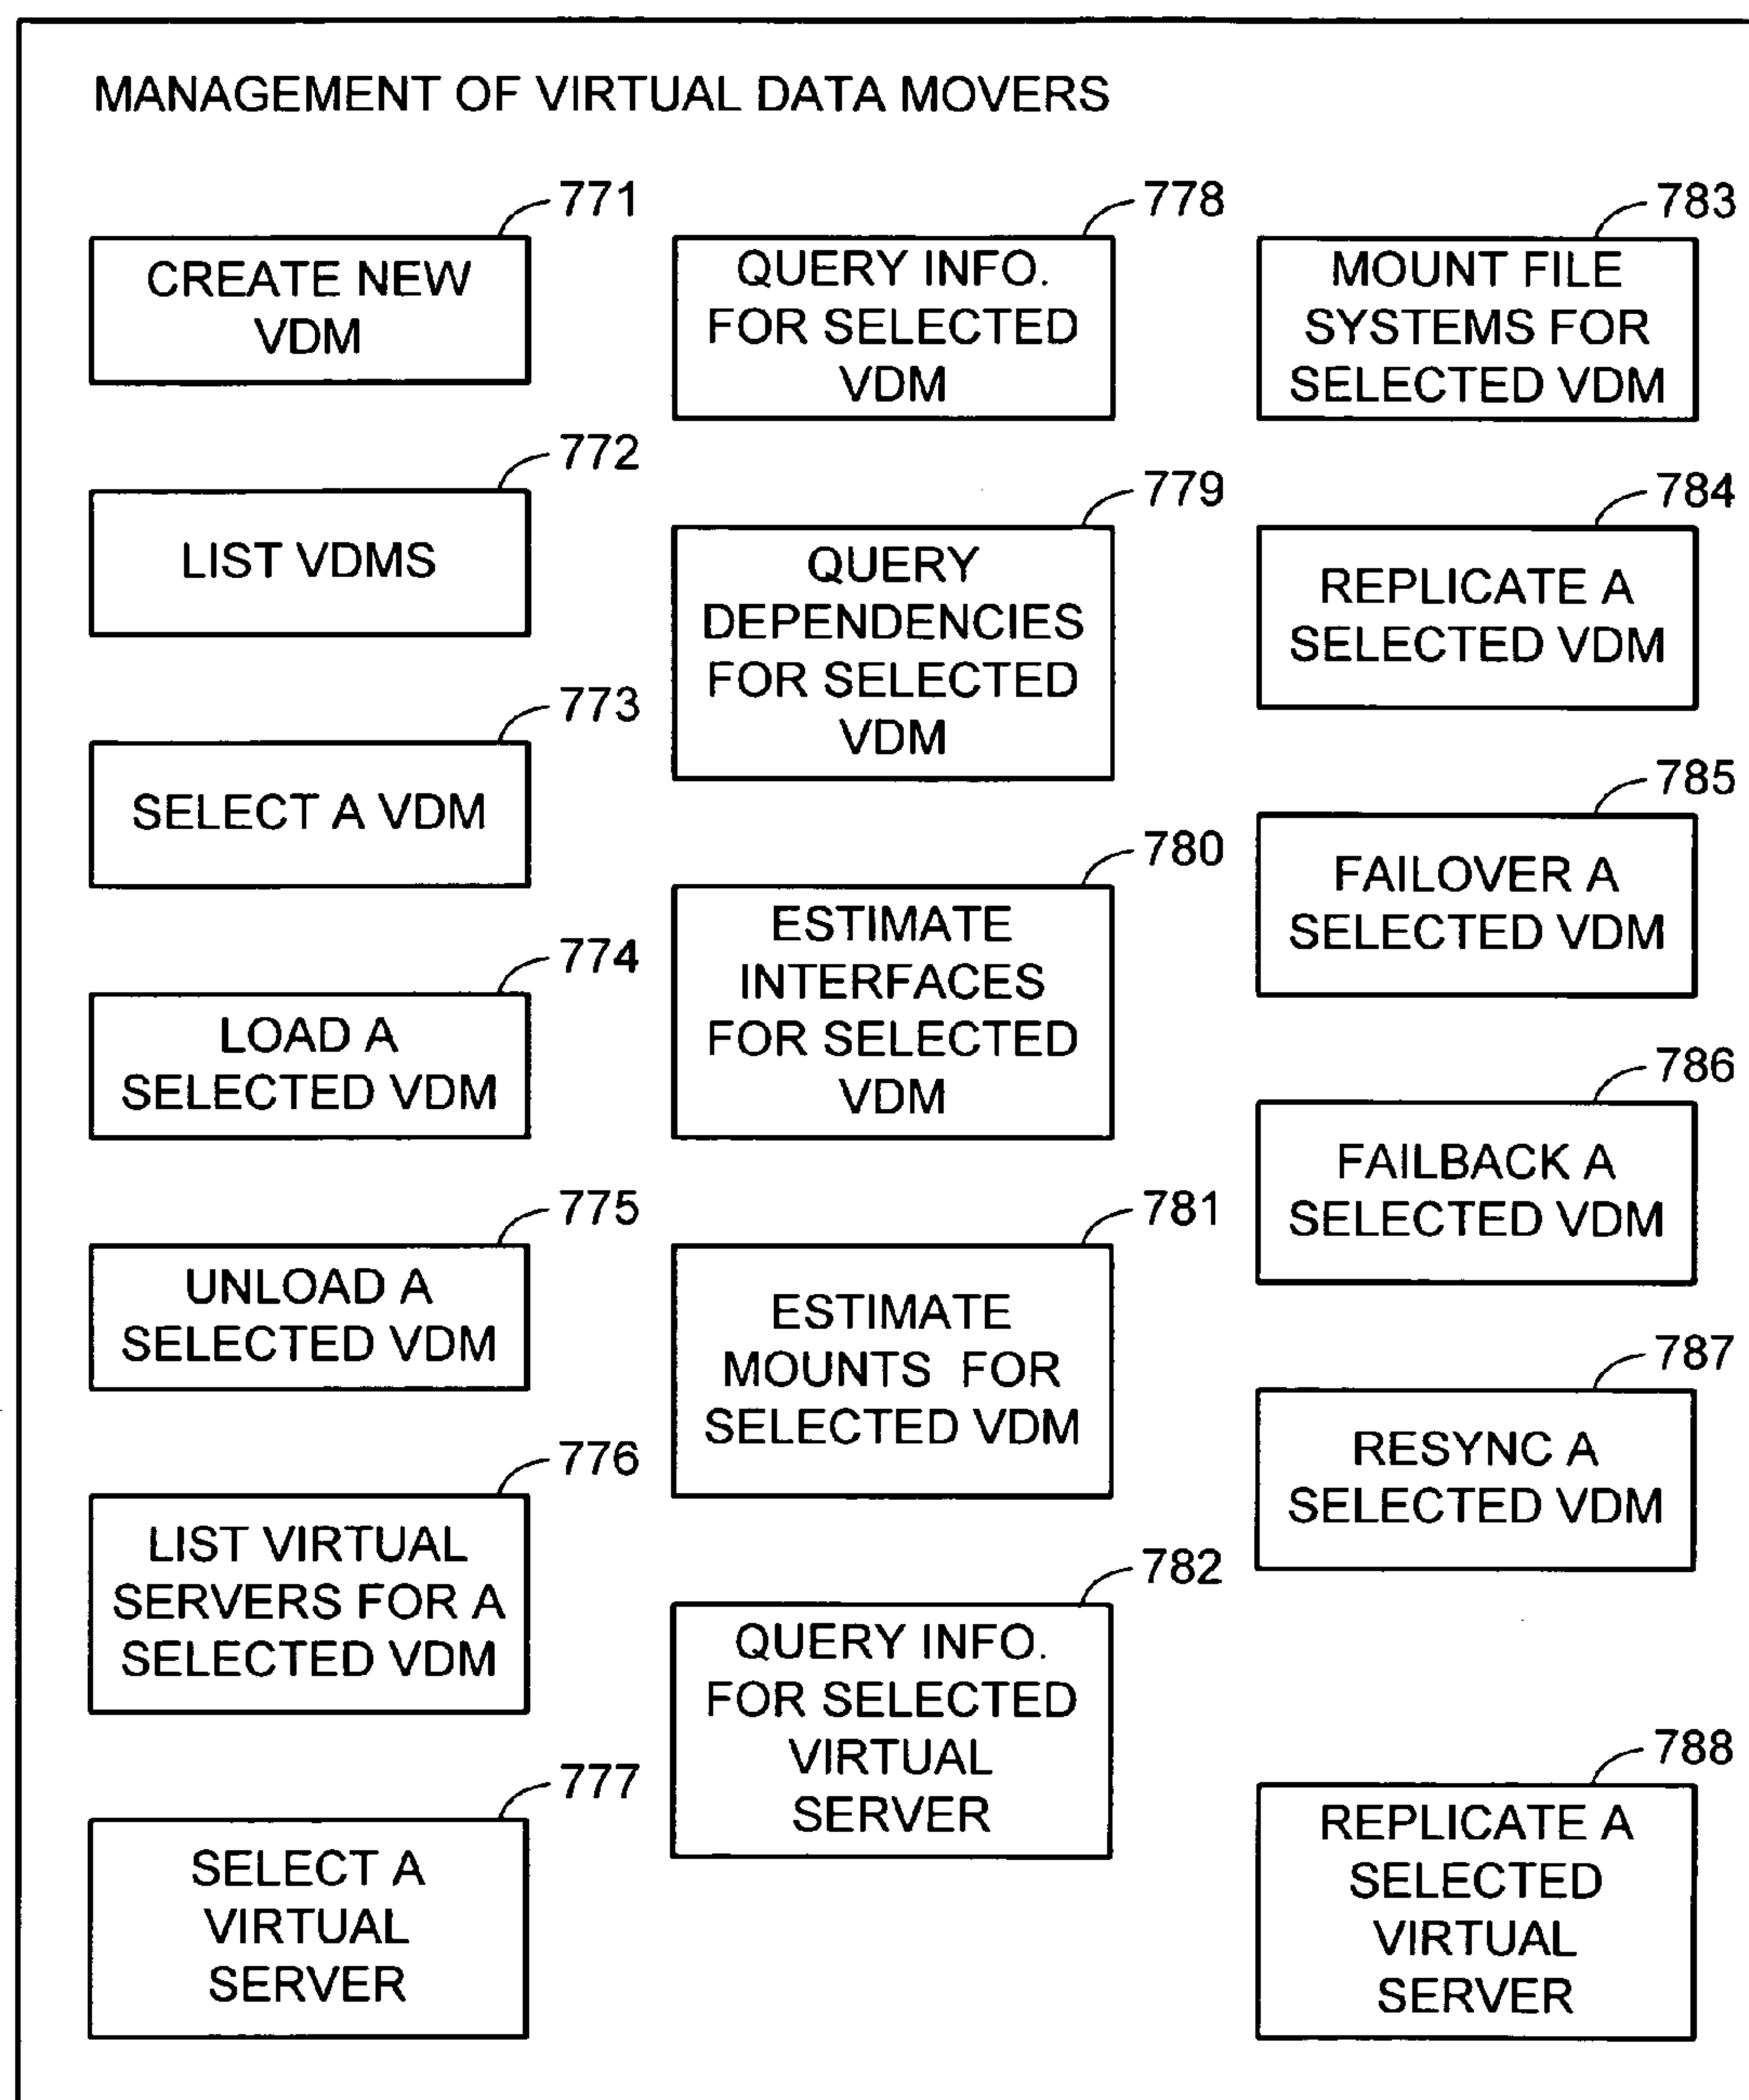 MANAGEMENT OF VIRTUAL DATA MOVERS
771
CREATE NEW
VDM
772
LIST VDMS
773
SELECT A VDM
774
LOAD A
SELECTED VDM
775
UNLOAD A
SELECTED VDM
776
LIST VIRTUAL
SERVERS FOR A
SELECTED VDM
777
SELECT A
VIRTUAL
SERVER
778
QUERY INFO.
FOR SELECTED
VDM
779
QUERY
DEPENDENCIES
FOR SELECTED
VDM
780
ESTIMATE
INTERFACES
FOR SELECTED
VDM
781
ESTIMATE
MOUNTS FOR
SELECTED VDM
782
QUERY INFO.
FOR SELECTED
VIRTUAL
SERVER
783
MOUNT FILE
SYSTEMS FOR
SELECTED VDM
784
REPLICATE A
SELECTED VDM
785
FAILOVER A
SELECTED VDM
786
FAILBACK A
SELECTED VDM
787
RESYNC A
SELECTED VDM
788
REPLICATE A
SELECTED
VIRTUAL
SERVER